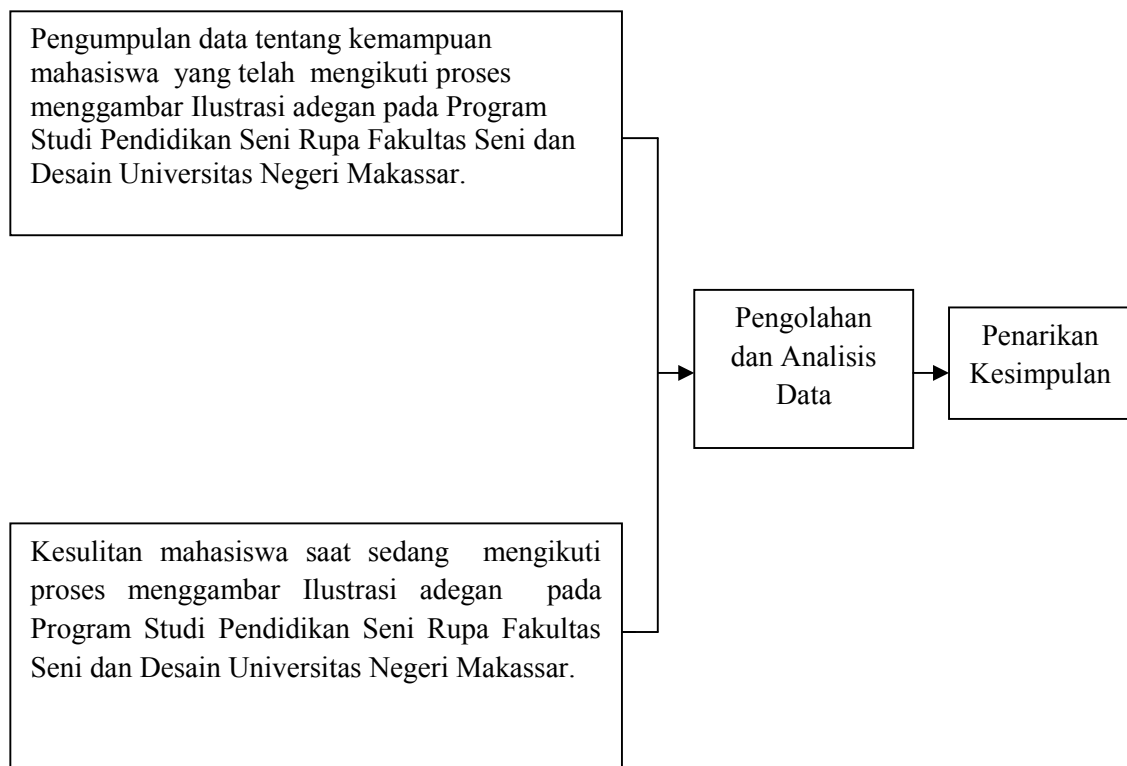 Pengumpulan data tentang kemampuan
mahasiswa yang telah mengikuti proses
menggambar Ilustrasi adegan pada Program
Studi Pendidikan Seni Rupa Fakultas Seni dan
Desain Universitas Negeri Makassar.
Pengolahan
dan Analisis
Data
Penarikan
Kesimpulan
Kesulitan mahasiswa saat sedang mengikuti
proses menggambar Ilustrasi adegan pada
Program Studi Pendidikan Seni Rupa Fakultas
Seni dan Desain Universitas Negeri Makassar.